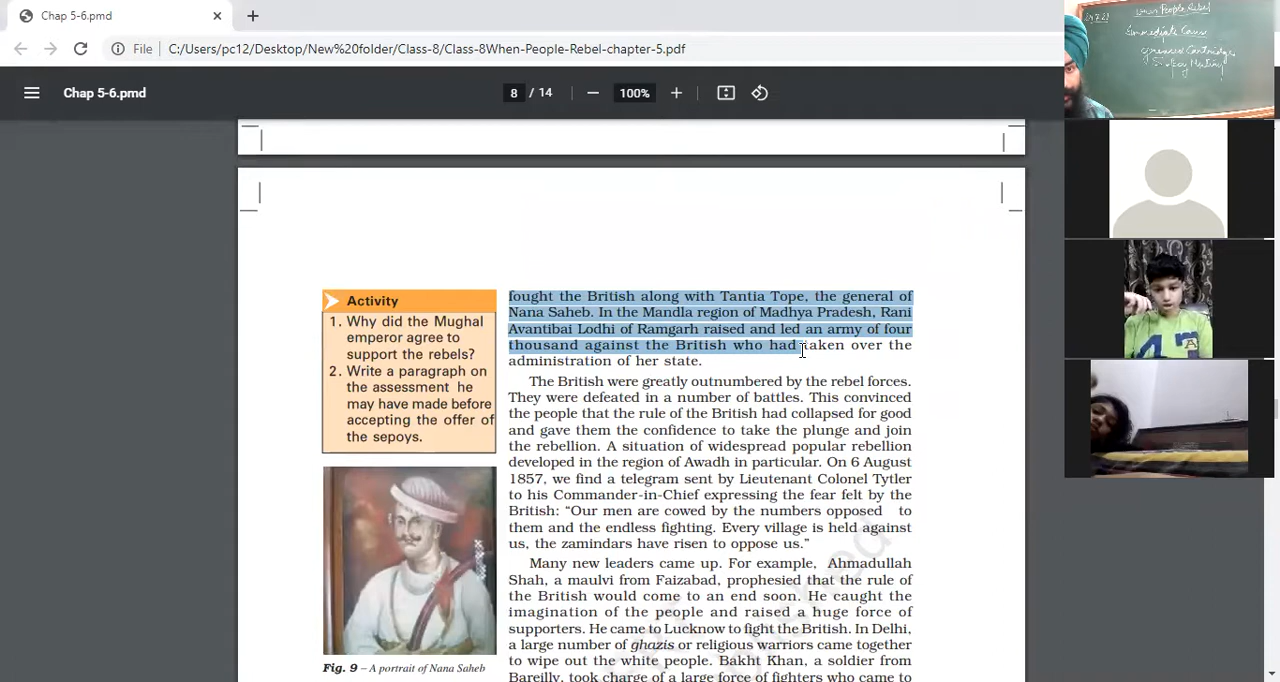 Chap 5-6.pmd
File
C:/Users/pc12/Desktop/New%20folder/Class-8/Class-8When-People-Rebel-chapter-5.pdf
Chap 5-6.pmd
8 / 14
100%
Activity
1. Why did the Mughal
emperor agree to
support the rebels?
2. Write a paragraph on
the assessment he
may have made before
accepting the offer of
the sepoys.
Fig. 9 – A portrait of Nana Saheb
fought the British along with Tantia Tope, the general of
Nana Saheb. In the Mandla region of Madhya Pradesh, Rani
Avantibai Lodhi of Ramgarh raised and led an army of four
thousand against the British who had taken over the
administration of her state.
The British were greatly outnumbered by the rebel forces.
They were defeated in a number of battles. This convinced
the people that the rule of the British had collapsed for good
and gave them the confidence to take the plunge and join
the rebellion. A situation of widespread popular rebellion
developed in the region of Awadh in particular. On 6 August
1857, we find a telegram sent by Lieutenant Colonel Tytler
to his Commander-in-Chief expressing the fear felt by the
British: “Our men are cowed by the numbers opposed to
them and the endless fighting. Every village is held against
us, the zamindars have risen to oppose us.”
Many new leaders came up. For example, Ahmadullah
Shah, a maulvi from Faizabad, prophesied that the rule of
the British would come to an end soon. He caught the
imagination of the people and raised a huge force of
supporters. He came to Lucknow to fight the British. In Delhi,
a large number of ghazis or religious warriors came together
to wipe out the white people. Bakht Khan, a soldier from
Bareilly, took charge of a large force of fighters who came to
When People Rebel
Immediate Cause